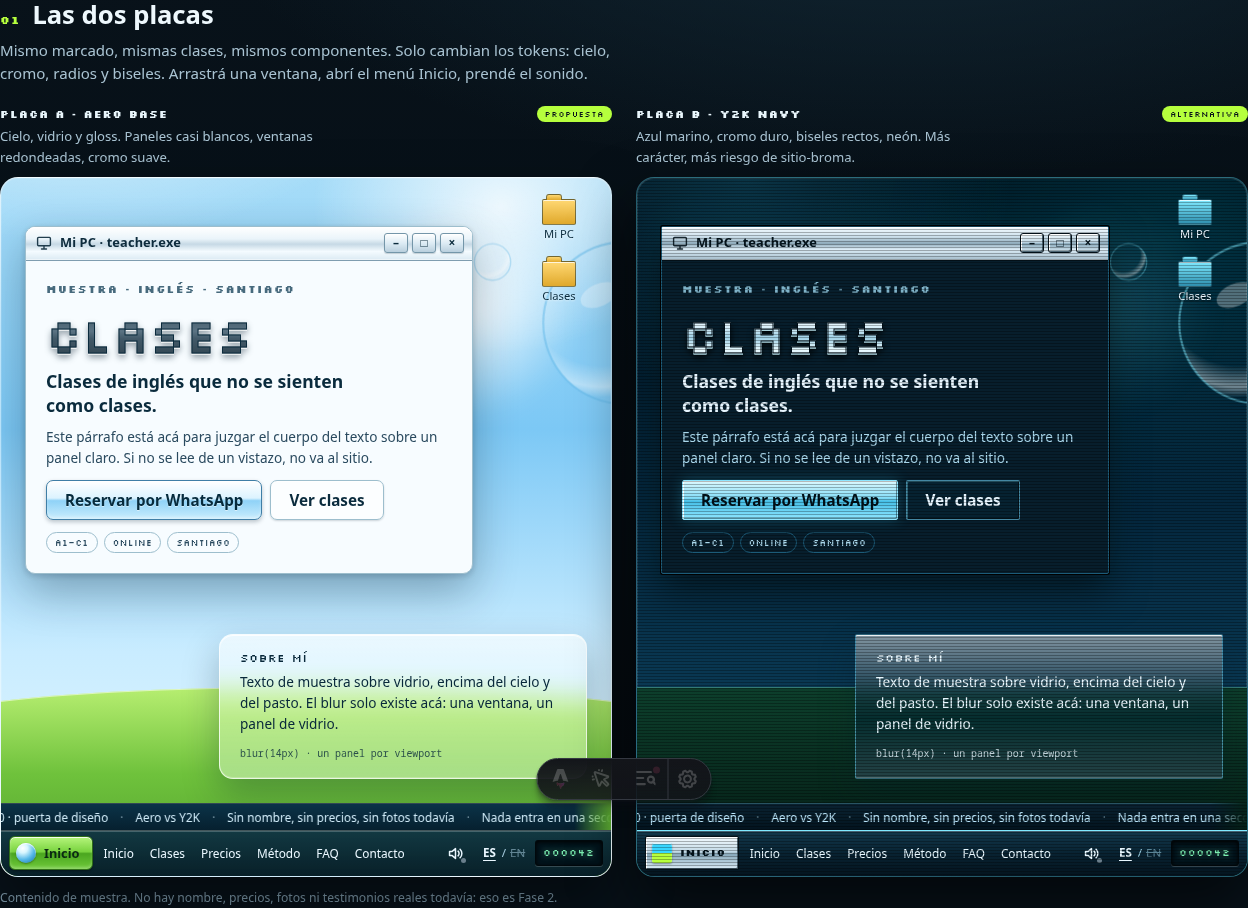 01 Las dos placas
Mismo marcado, mismas clases, mismos componentes. Solo cambian los tokens: cielo,
cromo, radios y biseles. Arrastrá una ventana, abrí el menú Inicio, prendé el sonido.
PLACA A · AERO BASE
PROPUESTA
Cielo, vidrio y gloss. Paneles casi blancos, ventanas
redondeadas, cromo suave.
Mi PC
Clases
Mi PC · teacher.exe
MUESTRA · INGLÉS · SANTIAGO
CLASES
Clases de inglés que no se sienten
como clases.
Este párrafo está acá para juzgar el cuerpo del texto sobre un
panel claro. Si no se lee de un vistazo, no va al sitio.
Reservar por WhatsApp
Ver clases
A1–C1
ONLINE
SANTIAGO
SOBRE MÍ
Texto de muestra sobre vidrio, encima del cielo y
del pasto. El blur solo existe acá: una ventana, un
panel de vidrio.
blur(14px) · un panel por viewport
0 · puerta de diseño · Aero vs Y2K · Sin nombre, sin precios, sin fotos todavía · Nada entra en una sec
Inicio
Inicio Clases Precios Método FAQ Contacto
ES / EN
000042
PLACA B · Y2K NAVY
ALTERNATIVA
Azul marino, cromo duro, biseles rectos, neón. Más
carácter, más riesgo de sitio-broma.
Mi PC
Clases
Mi PC · teacher.exe
MUESTRA · INGLÉS · SANTIAGO
CLASES
Clases de inglés que no se sienten
como clases.
Este párrafo está acá para juzgar el cuerpo del texto sobre un
panel claro. Si no se lee de un vistazo, no va al sitio.
Reservar por WhatsApp
Ver clases
A1–C1
ONLINE
SANTIAGO
SOBRE MÍ
Texto de muestra sobre vidrio, encima del cielo y
del pasto. El blur solo existe acá: una ventana, un
panel de vidrio.
blur(14px) · un panel por viewport
0 · puerta de diseño · Aero vs Y2K · Sin nombre, sin precios, sin fotos todavía · Nada entra en una sec
INICIO
Inicio Clases Precios Método FAQ Contacto
ES / EN
000042
Contenido de muestra. No hay nombre, precios, fotos ni testimonios reales todavía: eso es Fase 2.